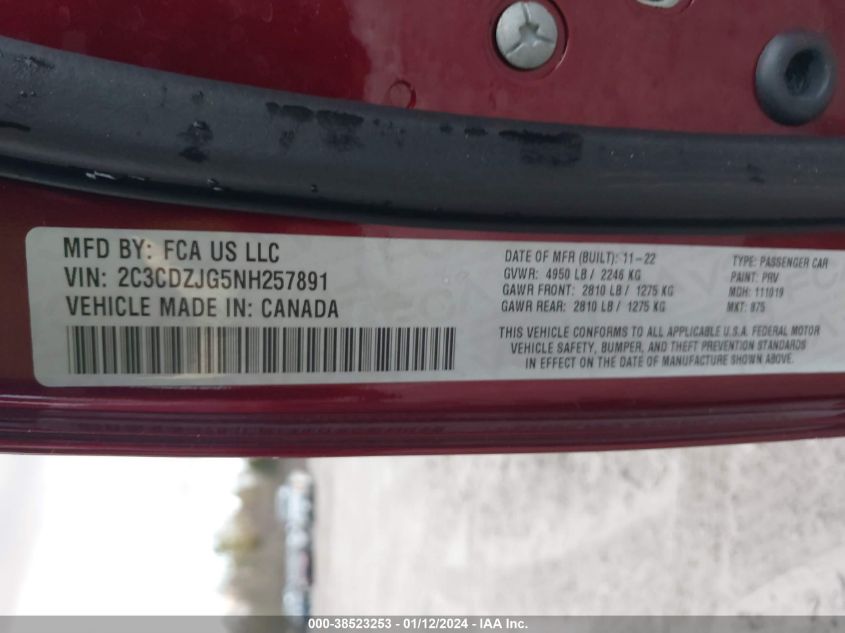 MFD BY: FCA US LLC
VIN: 2C3CDZJG5NH257891
VEHICLE MADE IN: CANADA
DATE OF MFR (BUILT): 11-22
GVWR: 4950 LB / 2246 KG
GAWR FRONT: 2810 LB / 1275 KG
GAWR REAR: 2810 LB / 1275 KG
TYPE: PASSENGER CAR
PAINT: PRV
MDH: 111019
MKT: 875
THIS VEHICLE CONFORMS TO ALL APPLICABLE U.S.A. FEDERAL MOTOR
VEHICLE SAFETY, BUMPER, AND THEFT PREVENTION STANDARDS
IN EFFECT ON THE DATE OF MANUFACTURE SHOWN ABOVE.
000-38523253 - 01/12/2024 - IAA Inc.